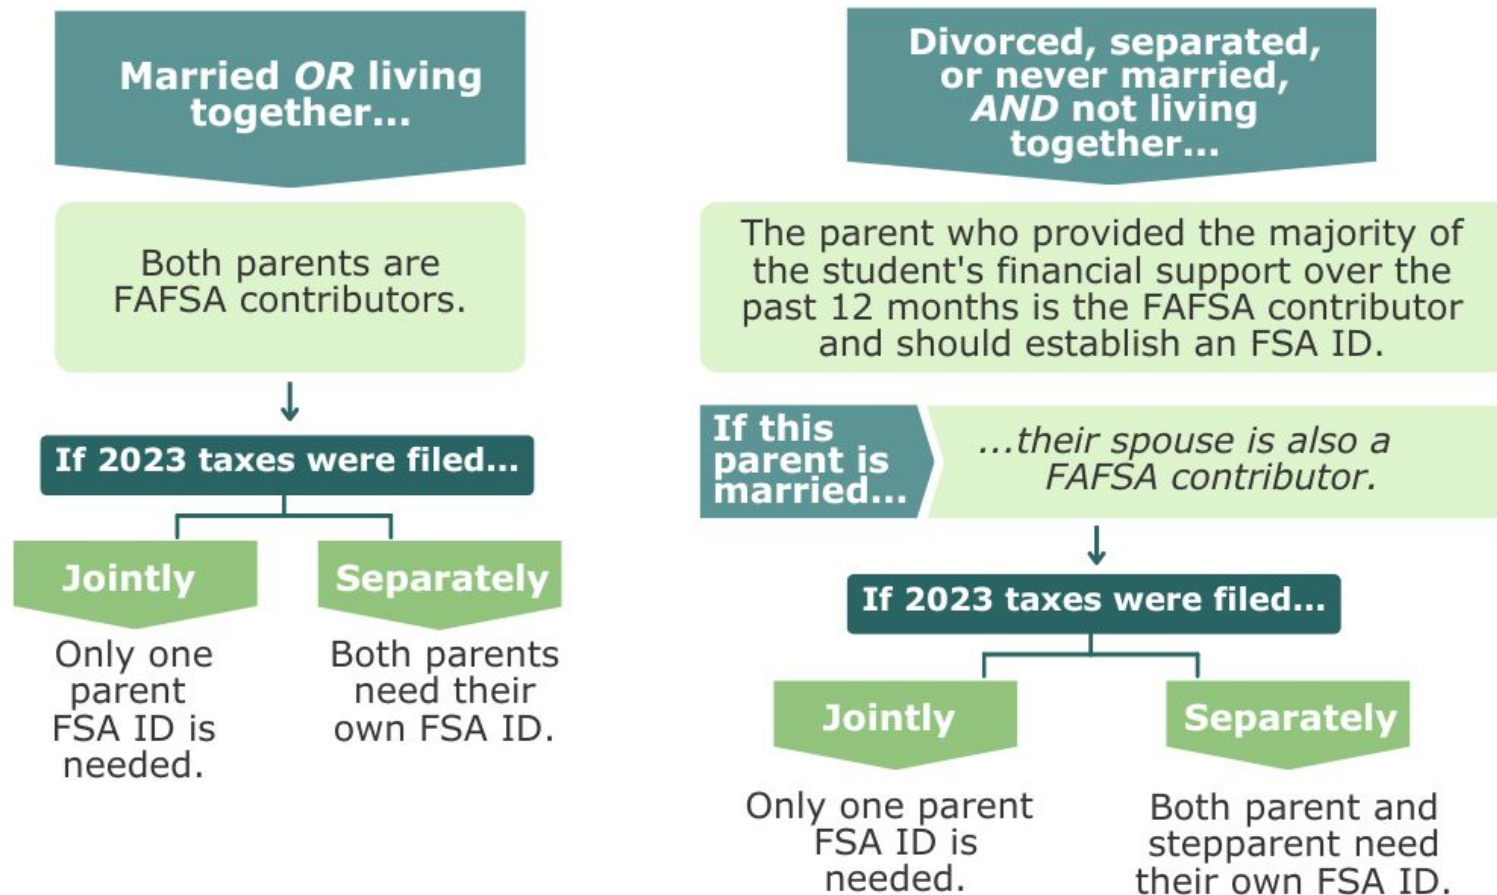 Married OR living
together...
Both parents are
FAFSA contributors.
If 2023 taxes were filed...
Jointly
Only one
parent
FSA ID is
needed.
Separately
Both parents
need their
own FSA ID.
Divorced, separated,
or never married,
AND not living
together...
The parent who provided the majority of
the student's financial support over the
past 12 months is the FAFSA contributor
and should establish an FSA ID.
If this
parent is
married...
...their spouse is also a
FAFSA contributor.
If 2023 taxes were filed...
Jointly
Only one parent
FSA ID is
needed.
Separately
Both parent and
stepparent need
their own FSA ID.